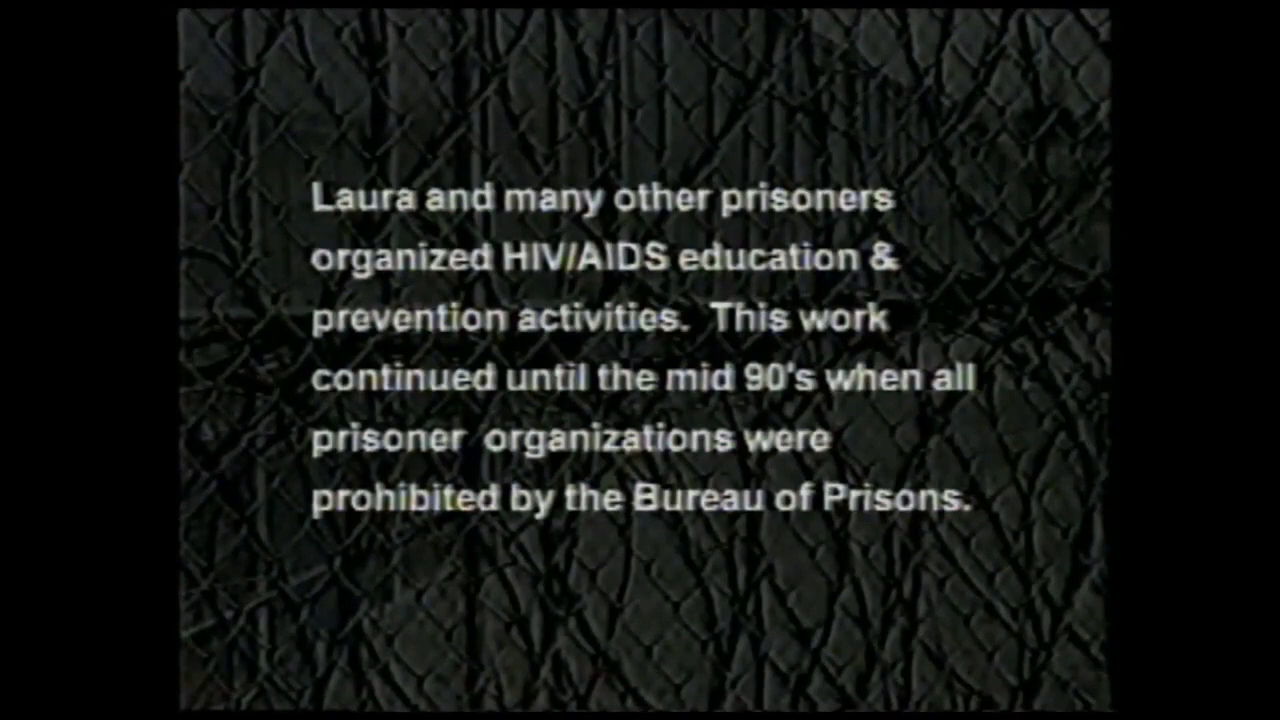 Laura and many other prisoners
organized HIV/AIDS education &
prevention activities.  This work
continued until the mid 90's when all
prisoner  organizations were
prohibited by the Bureau of Prisons.